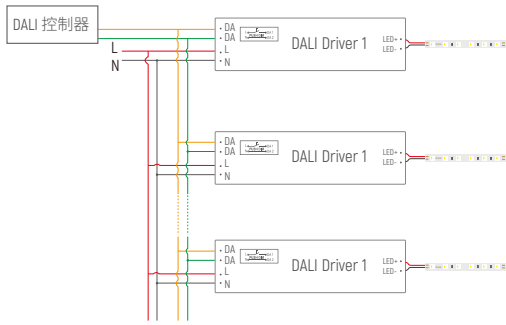 DALI 控制器
L
N
DA
DA
L
N
DALI Driver 1
LED+
LED-
DA
DA
L
N
DALI Driver 1
LED+
LED-
DA
DA
L
N
DALI Driver 1
LED+
LED-